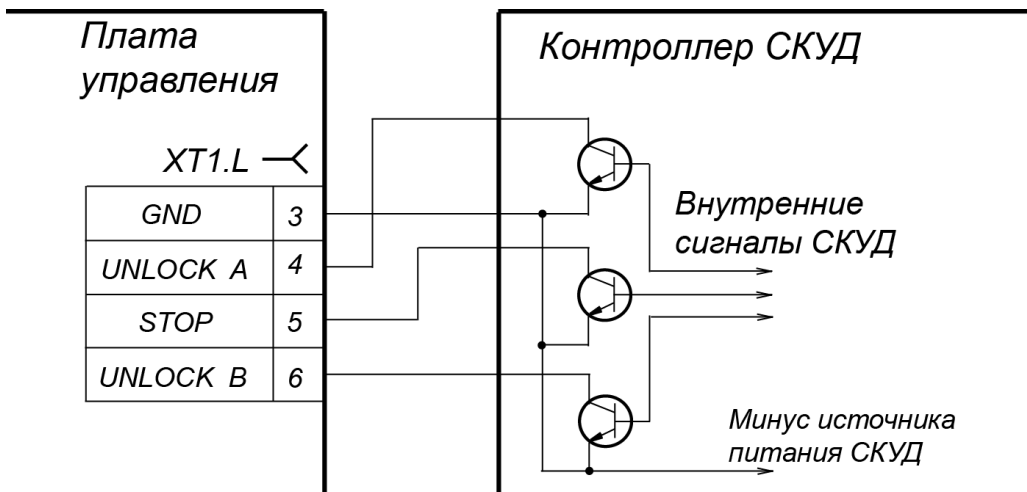 Плата
управления
Контроллер СКУД
XT1.L
GND 3
UNLOCK A 4
STOP 5
UNLOCK B 6
Внутренние
сигналы СКУД
Минус источника
питания СКУД